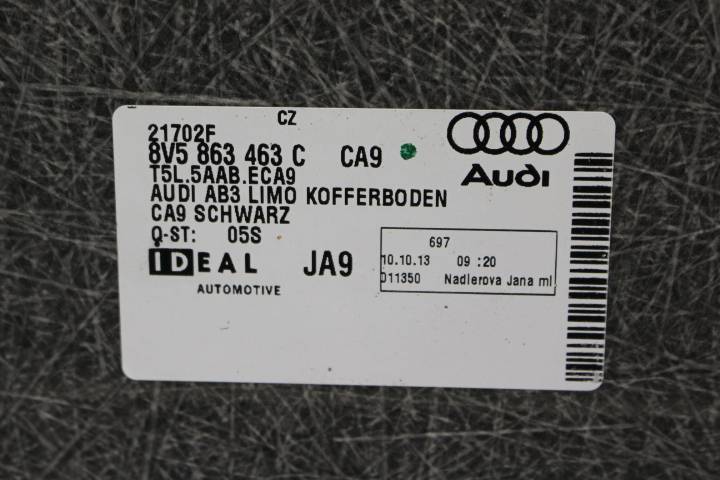 CZ
21702F
8V5 863 463 C CA9
T5L.5AAB.ECA9
AUDI AB3 LIMO KOFFERBODEN
CA9 SCHWARZ
Q-ST: 05S
IDEAL
AUTOMOTIVE
JA9
Audi
697
10.10.13 09:20
011350 Nadlerova Jana ml